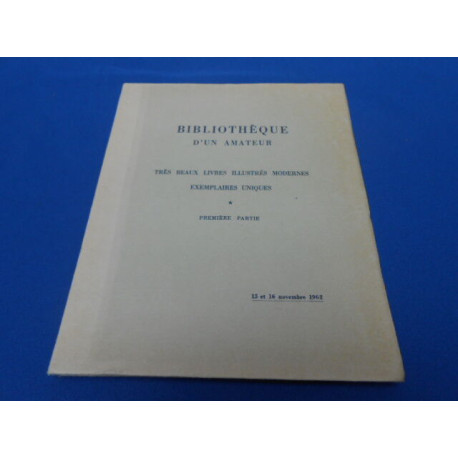 BIBLIOTHÈQUE
D'UN AMATEUR
TRÈS BEAUX LIVRES ILLUSTRÉS MODERNES
EXEMPLAIRES UNIQUES
*
PREMIÈRE PARTIE
15 et 16 novembre 1962